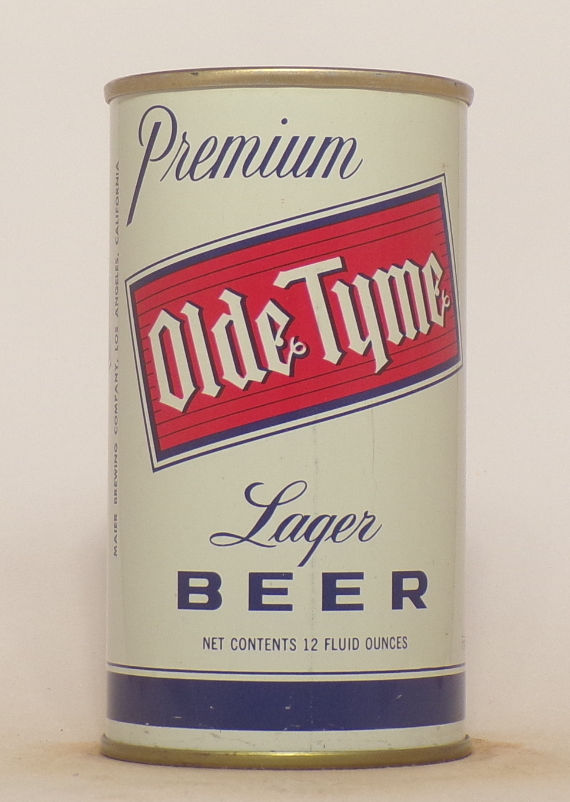 Premium
Olde Tyme
Lager
BEER
NET CONTENTS 12 FLUID OUNCES
MAIER BREWING COMPANY, LOS ANGELES, CALIFORNIA